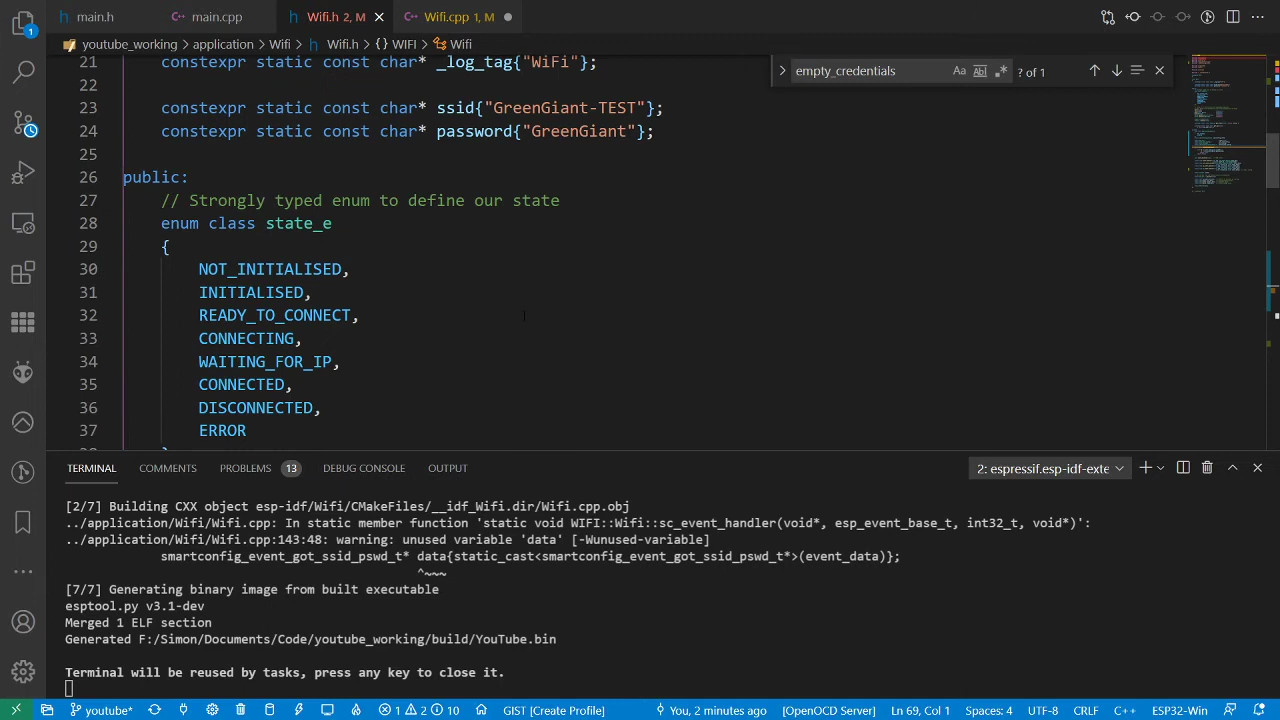 main.h
main.cpp
Wifi.h 2, M
Wifi.cpp 1, M
youtube_working > application > Wifi > Wifi.h > {} WIFI > Wifi
empty_credentials
Aa
ab
.*
? of 1
21 constexpr static const char* _log_tag{"WiFi"};
22
23 constexpr static const char* ssid{"GreenGiant-TEST"};
24 constexpr static const char* password{"GreenGiant"};
25
26 public:
27 // Strongly typed enum to define our state
28 enum class state_e
29 {
30 NOT_INITIALISED,
31 INITIALISED,
32 READY_TO_CONNECT,
33 CONNECTING,
34 WAITING_FOR_IP,
35 CONNECTED,
36 DISCONNECTED,
37 ERROR
1
TERMINAL COMMENTS PROBLEMS 13 DEBUG CONSOLE OUTPUT
2: espressif.esp-idf-exte
[2/7] Building CXX object esp-idf/Wifi/CMakeFiles/__idf_Wifi.dir/Wifi.cpp.obj
../application/Wifi/Wifi.cpp: In static member function 'static void WIFI::Wifi::sc_event_handler(void*, esp_event_base_t, int32_t, void*)':
../application/Wifi/Wifi.cpp:143:48: warning: unused variable 'data' [-Wunused-variable]
smartconfig_event_got_ssid_pswd_t* data{static_cast<smartconfig_event_got_ssid_pswd_t*>(event_data)};
^~~~
[7/7] Generating binary image from built executable
esptool.py v3.1-dev
Merged 1 ELF section
Generated F:/Simon/Documents/Code/youtube_working/build/YouTube.bin
Terminal will be reused by tasks, press any key to close it.
youtube*
1 2 10
GIST [Create Profile]
You, 2 minutes ago
[OpenOCD Server]
Ln 69, Col 1
Spaces: 4
UTF-8
CRLF
C++
ESP32-Win